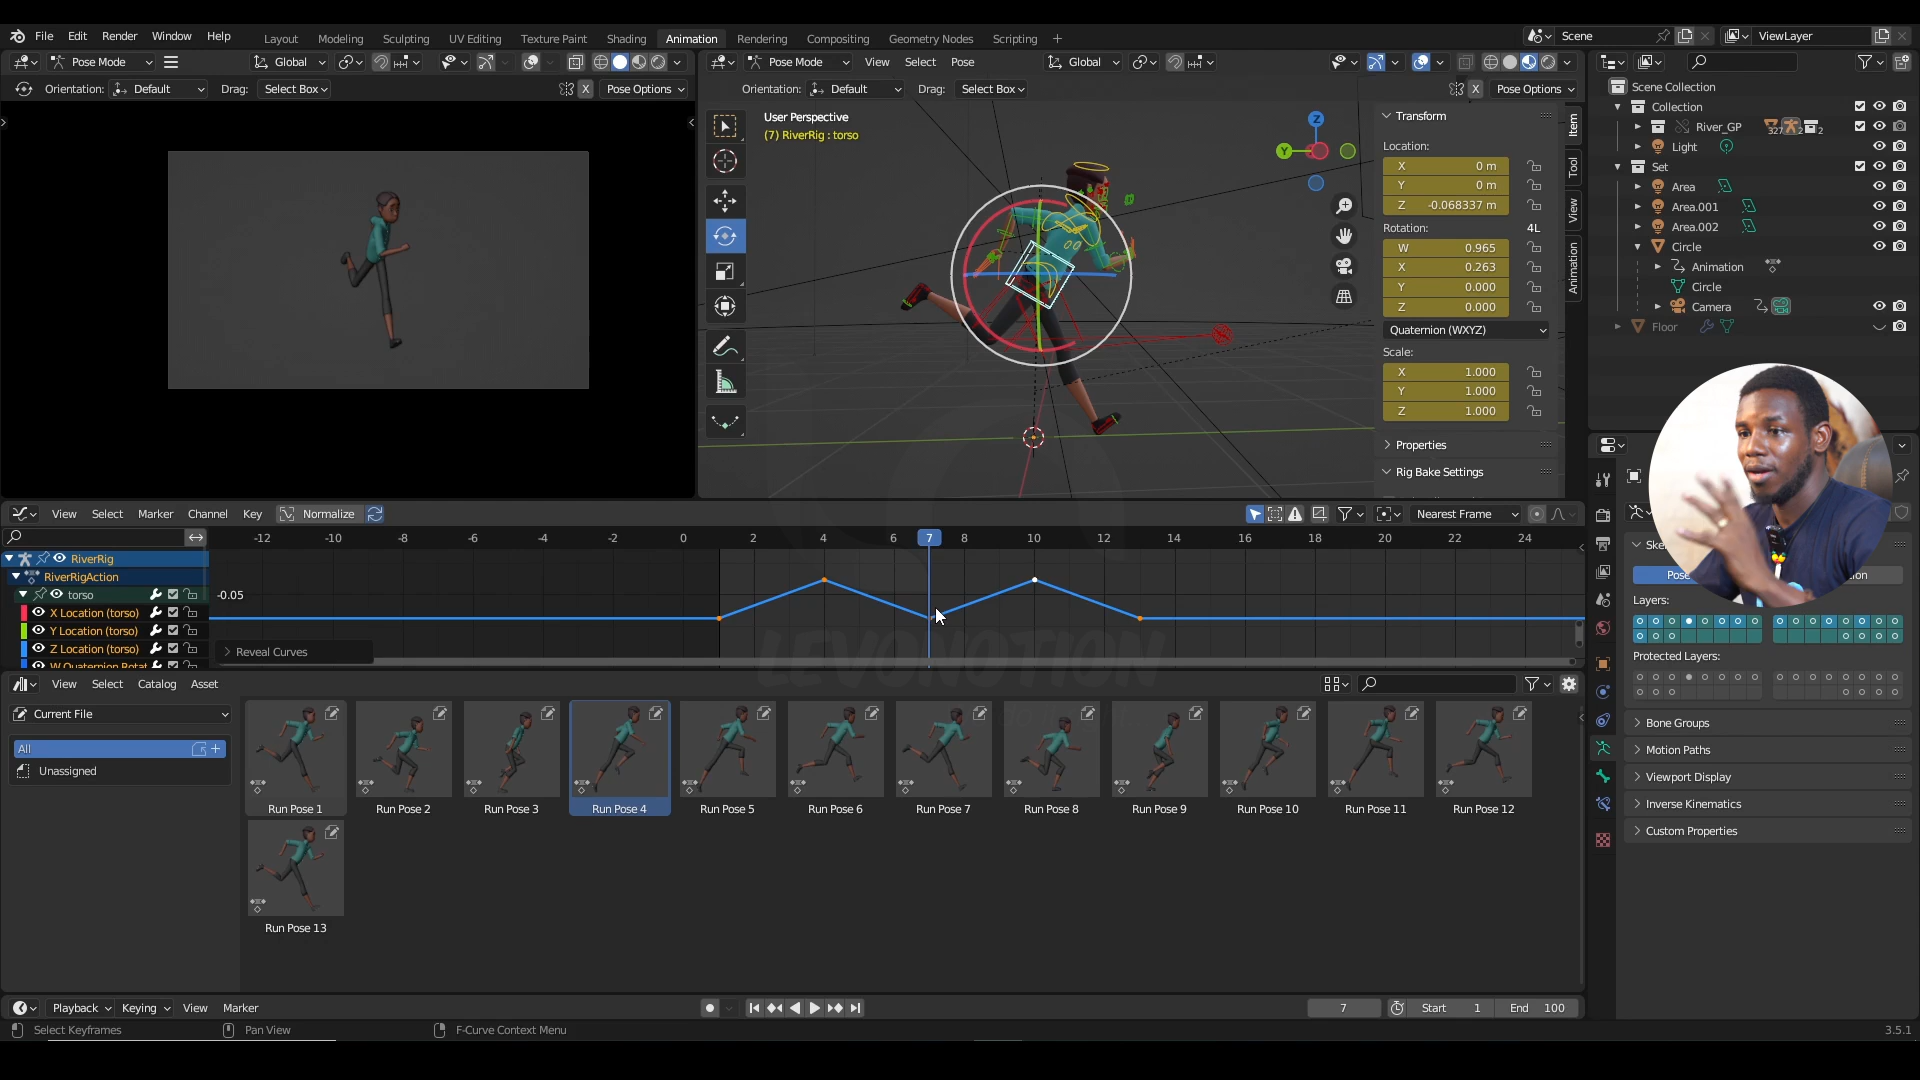 File Edit Render Window Help Layout Modeling Sculpting UV Editing Texture Paint Shading Animation Rendering Compositing Geometry Nodes Scripting + Scene ViewLayer
Pose Mode Global Pose Mode View Select Pose Global
Orientation: Default Drag: Select Box X Pose Options Orientation: Default Drag: Select Box X Pose Options
User Perspective
(7) RiverRig : torso
Z
Y
Transform
Location:
X 0 m
Y 0 m
Z -0.068337 m
Rotation: 4L
W 0.965
X 0.263
Y 0.000
Z 0.000
Quaternion (WXYZ)
Scale:
X 1.000
Y 1.000
Z 1.000
Properties
Rig Bake Settings
Item
Tool
View
Animation
Scene Collection
Collection
River_GP 327 2 2
Light
Set
Area
Area.001
Area.002
Circle
Animation
Circle
Camera
Floor
View Select Marker Channel Key Normalize Nearest Frame
-12 -10 -8 -6 -4 -2 0 2 4 6 7 8 10 12 14 16 18 20 22 24
RiverRig
RiverRigAction
torso
X Location (torso)
Y Location (torso)
Z Location (torso)
W Quaternion Rotat
-0.05
Reveal Curves
LEVONOTION
View Select Catalog Asset
Current File
All
Unassigned
Run Pose 1 Run Pose 2 Run Pose 3 Run Pose 4 Run Pose 5 Run Pose 6 Run Pose 7 Run Pose 8 Run Pose 9 Run Pose 10 Run Pose 11 Run Pose 12
Run Pose 13
Layers:
Protected Layers:
Bone Groups
Motion Paths
Viewport Display
Inverse Kinematics
Custom Properties
Playback Keying View Marker 7 Start 1 End 100
Select Keyframes Pan View F-Curve Context Menu 3.5.1